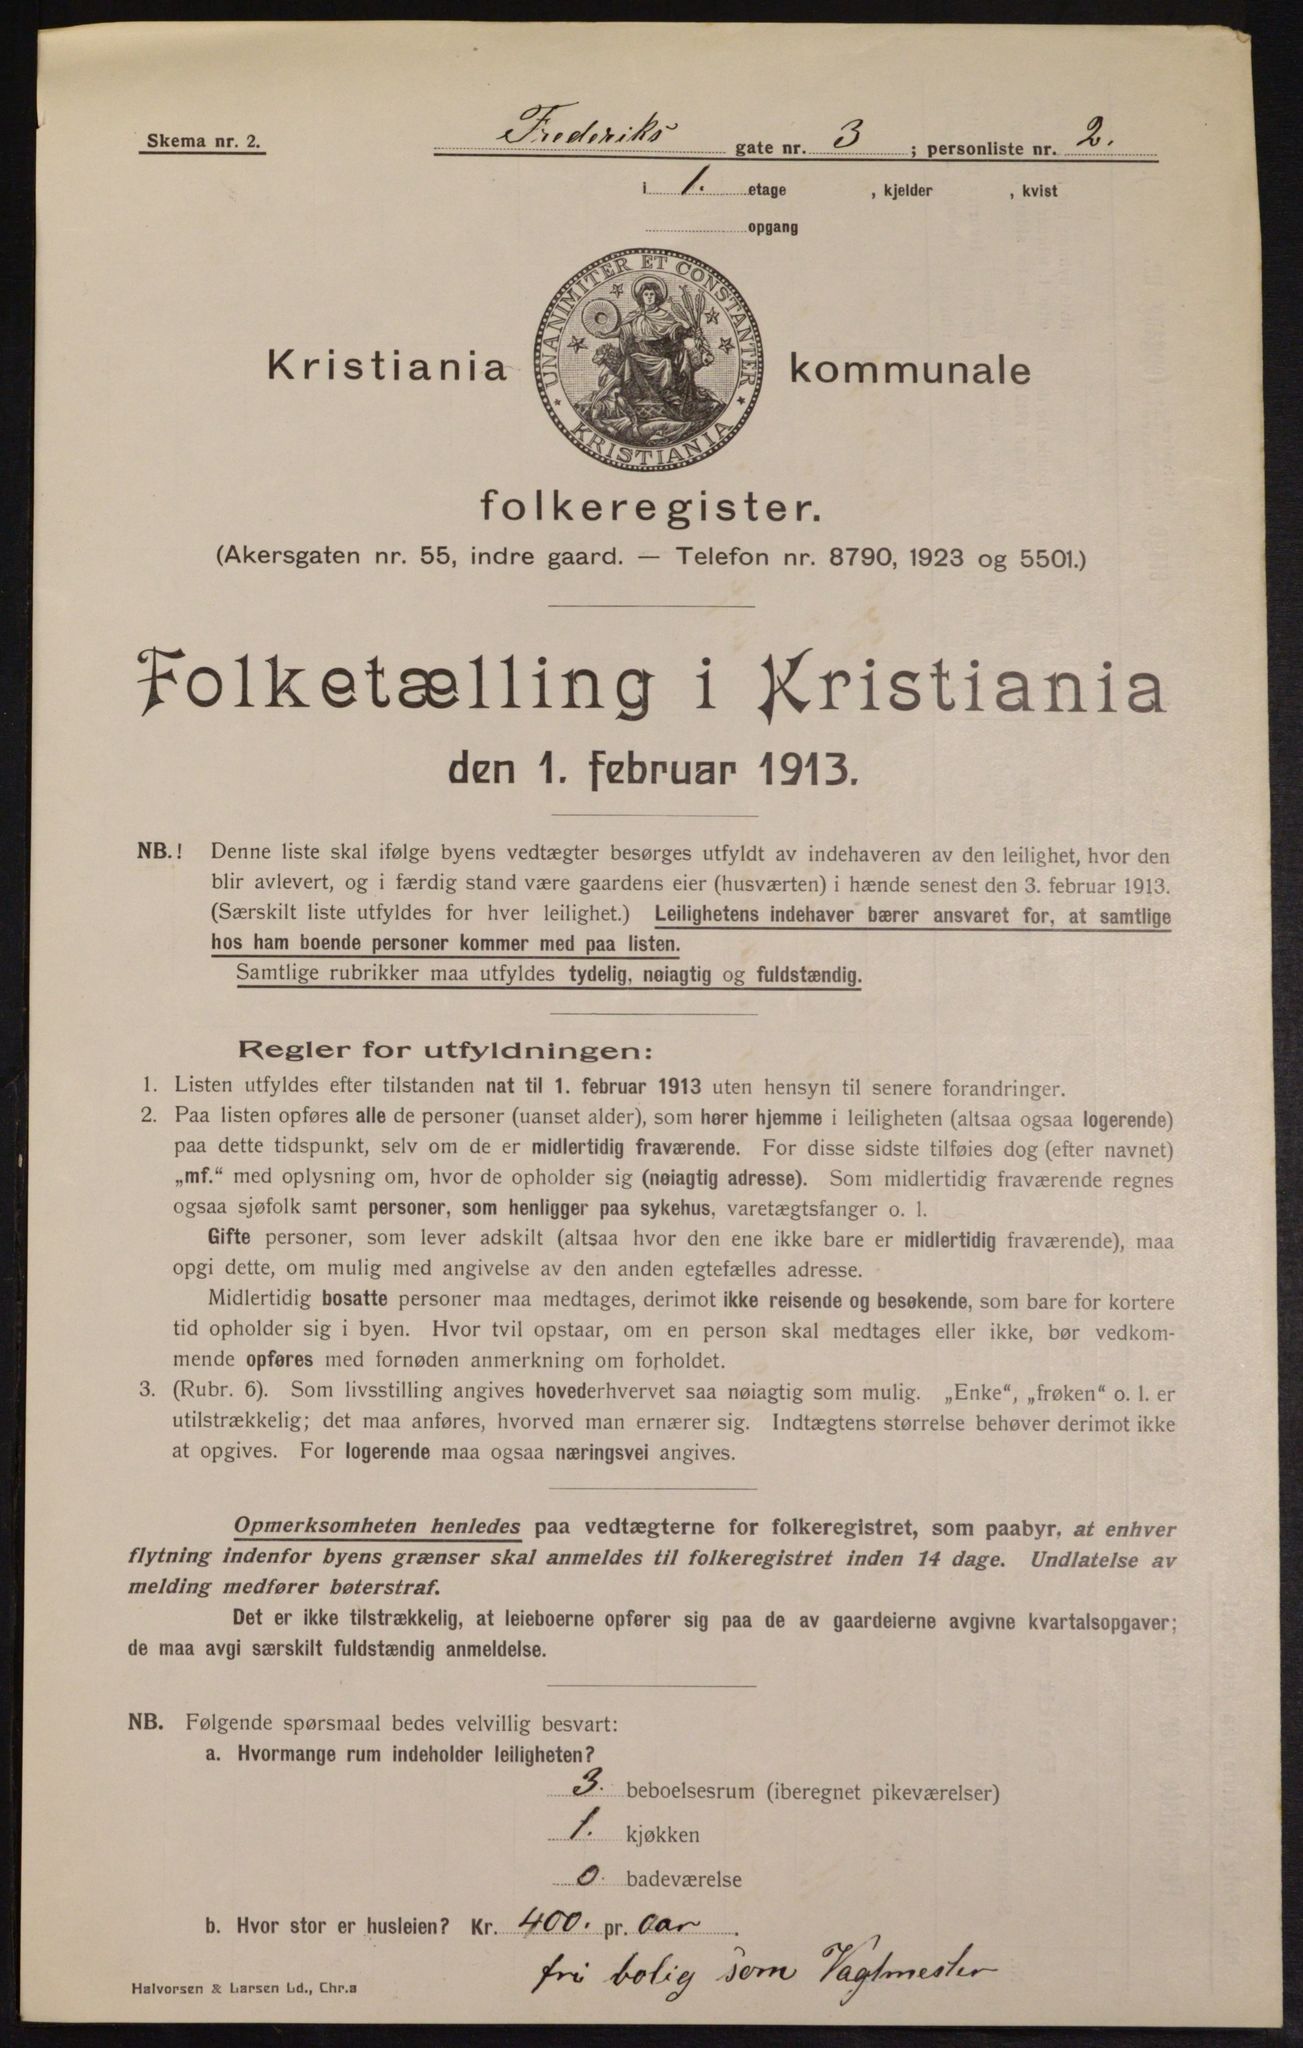 Skema nr. 2.
Frederiks gate nr. 3 ; personliste nr. 2.
i 1. etage , kjelder , kvist
opgang
UNANIMITER ET CONSTANTER
KRISTIANIA
Kristiania kommunale
folkeregister.
(Akersgaten nr. 55, indre gaard. — Telefon nr. 8790, 1923 og 5501.)
Folketælling i Kristiania
den 1. februar 1913.
NB.! Denne liste skal ifølge byens vedtægter besørges utfyldt av indehaveren av den leilighet, hvor den
blir avlevert, og i færdig stand være gaardens eier (husværten) i hænde senest den 3. februar 1913.
(Særskilt liste utfyldes for hver leilighet.) Leilighetens indehaver bærer ansvaret for, at samtlige
hos ham boende personer kommer med paa listen.
Samtlige rubrikker maa utfyldes tydelig, nøiagtig og fuldstændig.
Regler for utfyldningen:
1. Listen utfyldes efter tilstanden nat til 1. februar 1913 uten hensyn til senere forandringer.
2. Paa listen opføres alle de personer (uanset alder), som hører hjemme i leiligheten (altsaa ogsaa logerende)
paa dette tidspunkt, selv om de er midlertidig fraværende. For disse sidste tilføies dog (efter navnet)
„mf.“ med oplysning om, hvor de opholder sig (nøiagtig adresse). Som midlertidig fraværende regnes
ogsaa sjøfolk samt personer, som henligger paa sykehus, varetægtsfanger o. l.
Gifte personer, som lever adskilt (altsaa hvor den ene ikke bare er midlertidig fraværende), maa
opgi dette, om mulig med angivelse av den anden egtefælles adresse.
Midlertidig bosatte personer maa medtages, derimot ikke reisende og besøkende, som bare for kortere
tid opholder sig i byen. Hvor tvil opstaar, om en person skal medtages eller ikke, bør vedkom-
mende opføres med fornøden anmerkning om forholdet.
3. (Rubr. 6). Som livsstilling angives hovederhvervet saa nøiagtig som mulig. „Enke“, „frøken“ o. l. er
utilstrækkelig; det maa anføres, hvorved man ernærer sig. Indtægtens størrelse behøver derimot ikke
at opgives. For logerende maa ogsaa næringsvei angives.
Opmerksomheten henledes paa vedtægterne for folkeregistret, som paabyr, at enhver
flytning indenfor byens grænser skal anmeldes til folkeregistret inden 14 dage. Undlatelse av
melding medfører bøterstraf.
Det er ikke tilstrækkelig, at leieboerne opfører sig paa de av gaardeierne avgivne kvartalsopgaver;
de maa avgi særskilt fuldstændig anmeldelse.
NB. Følgende spørsmaal bedes velvillig besvart:
a. Hvormange rum indeholder leiligheten?
3. beboelsesrum (iberegnet pikeværelser)
1. kjøkken
0. badeværelse
b. Hvor stor er husleien? Kr. 400. pr. Aar.
fri bolig som Vagtmester
Halvorsen & Larsen Ld., Chr.a